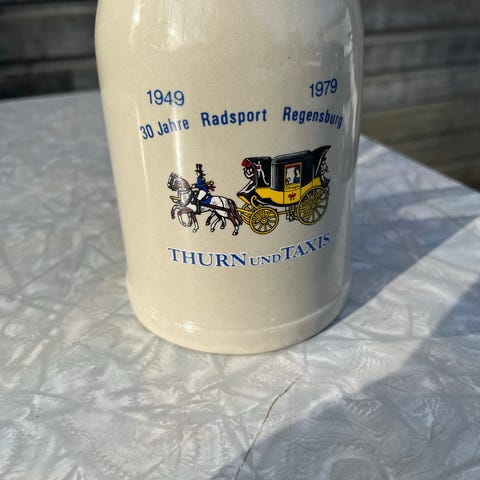 1949 1979
30 Jahre Radsport Regensburg
THURN UND TAXIS